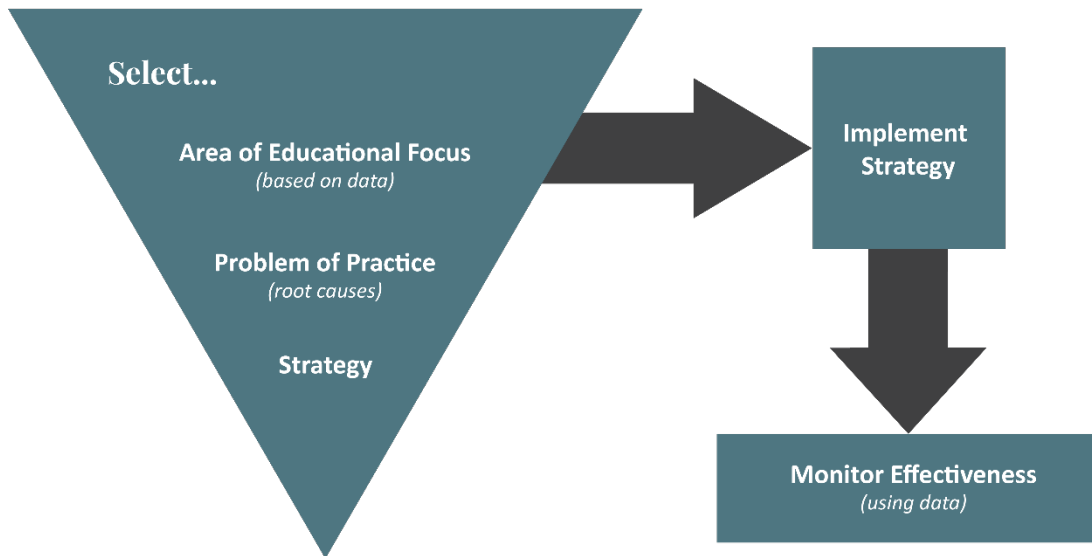 Select...
Area of Educational Focus
(based on data)
Problem of Practice
(root causes)
Strategy
Implement
Strategy
Monitor Effectiveness
(using data)